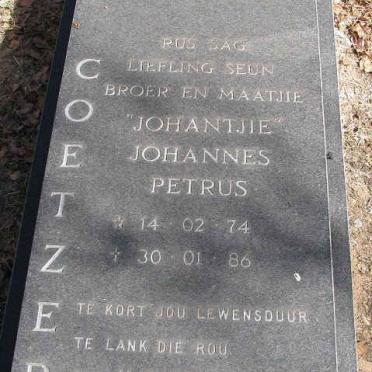 COETZE
RUS SAG
LIEFLING SEUN
BROER EN MAATJIE
"JOHANTJIE"
JOHANNES
PETRUS
14 · 02 · 74
30 · 01 · 86
TE KORT JOU LEWENSDUUR
TE LANK DIE ROU